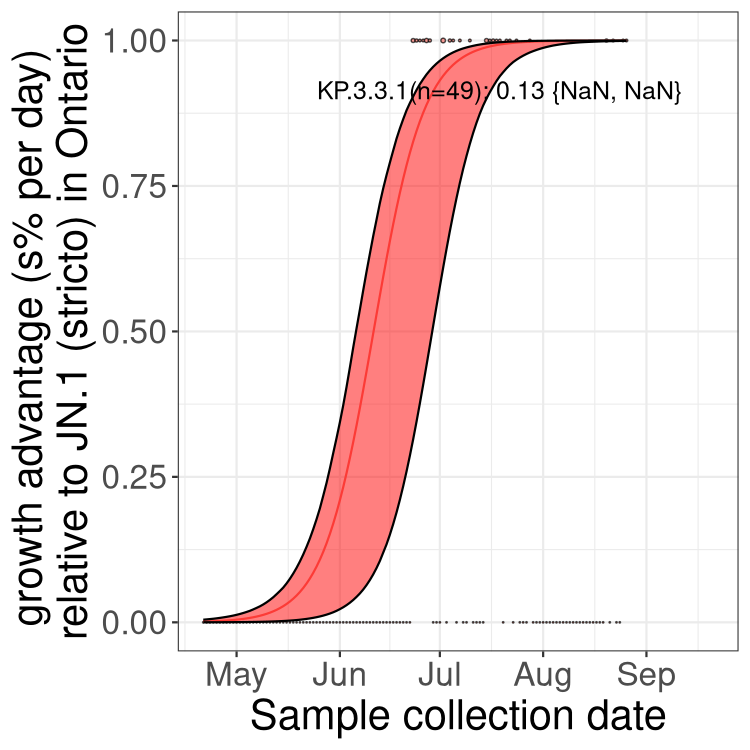 growth advantage (s% per day)
relative to JN.1 (stricto) in Ontario
1.00
0.75
0.50
0.25
0.00
KP.3.3.1(n=49): 0.13 {NaN, NaN}
May Jun Jul Aug Sep
Sample collection date